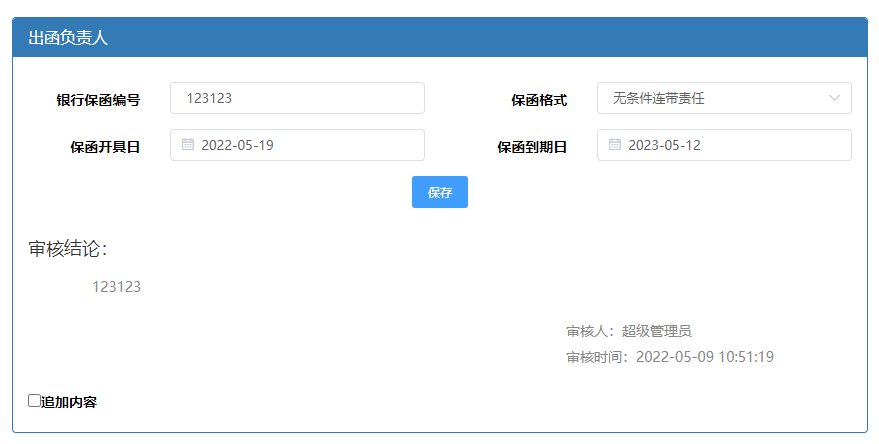 出函负责人
银行保函编号 123123 保函格式 无条件连带责任
保函开具日 2022-05-19 保函到期日 2023-05-12
保存
审核结论：
123123
审核人：超级管理员
审核时间：2022-05-09 10:51:19
追加内容